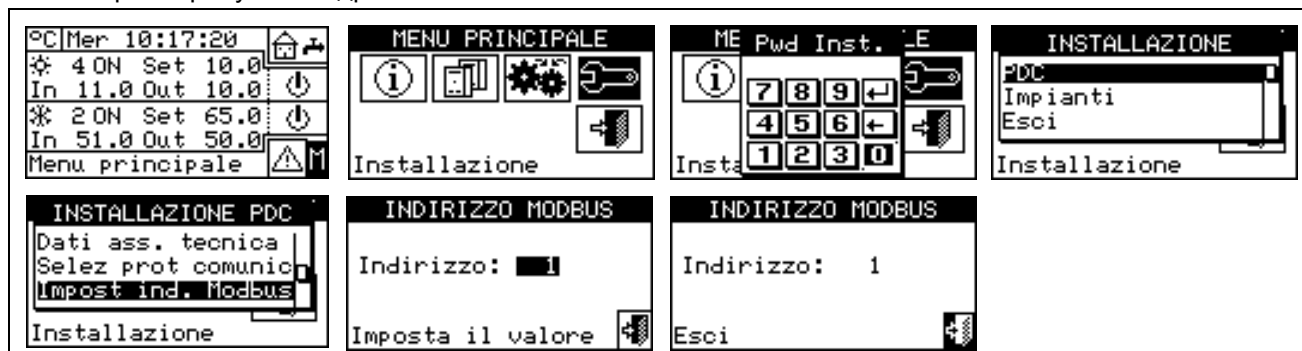 °C Mer 10:17:20
4 ON Set 10.0
In 11.0 Out 10.0
2 ON Set 65.0
In 51.0 Out 50.0
Menu principale M
MENU PRINCIPALE
i
Installazione
ME Pwd Inst. LE
i
7 8 9
4 5 6
1 2 3 0
Insta
INSTALLAZIONE
PDC
Impianti
Esci
Installazione
INSTALLAZIONE PDC
Dati ass. tecnica
Selez prot comunic
Impost ind. Modbus
Installazione
INDIRIZZO MODBUS
Indirizzo: 1
Imposta il valore
INDIRIZZO MODBUS
Indirizzo: 1
Esci